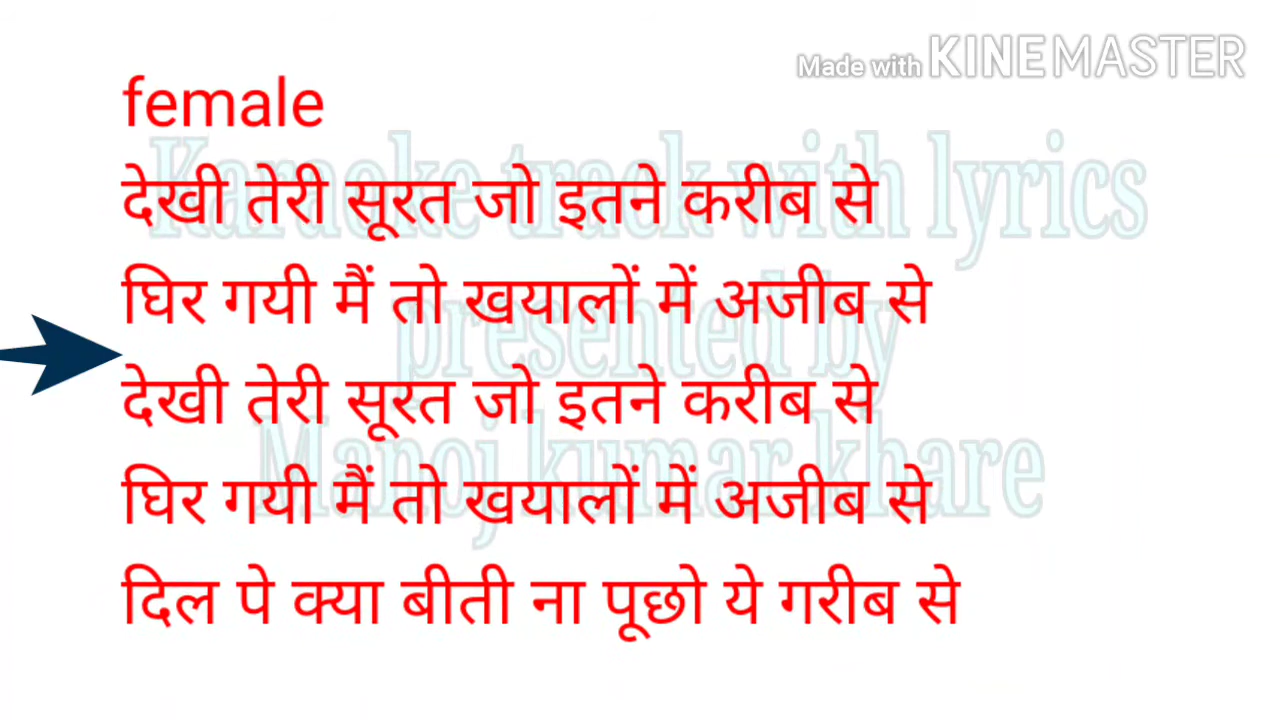 Made with KINEMASTER
female
देखी तेरी सूरत जो इतने करीब से
घिर गयी मैं तो खयालों में अजीब से
देखी तेरी सूरत जो इतने करीब से
घिर गयी मैं तो खयालों में अजीब से
दिल पे क्या बीती ना पूछो ये गरीब से
Karaoke track with lyrics
presented by
Manoj kumar khare